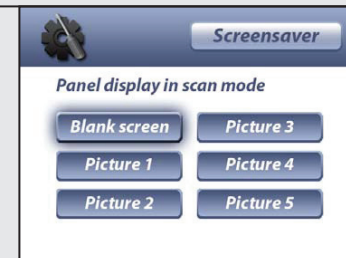 Screensaver
Panel display in scan mode
Blank screen
Picture 3
Picture 1
Picture 4
Picture 2
Picture 5